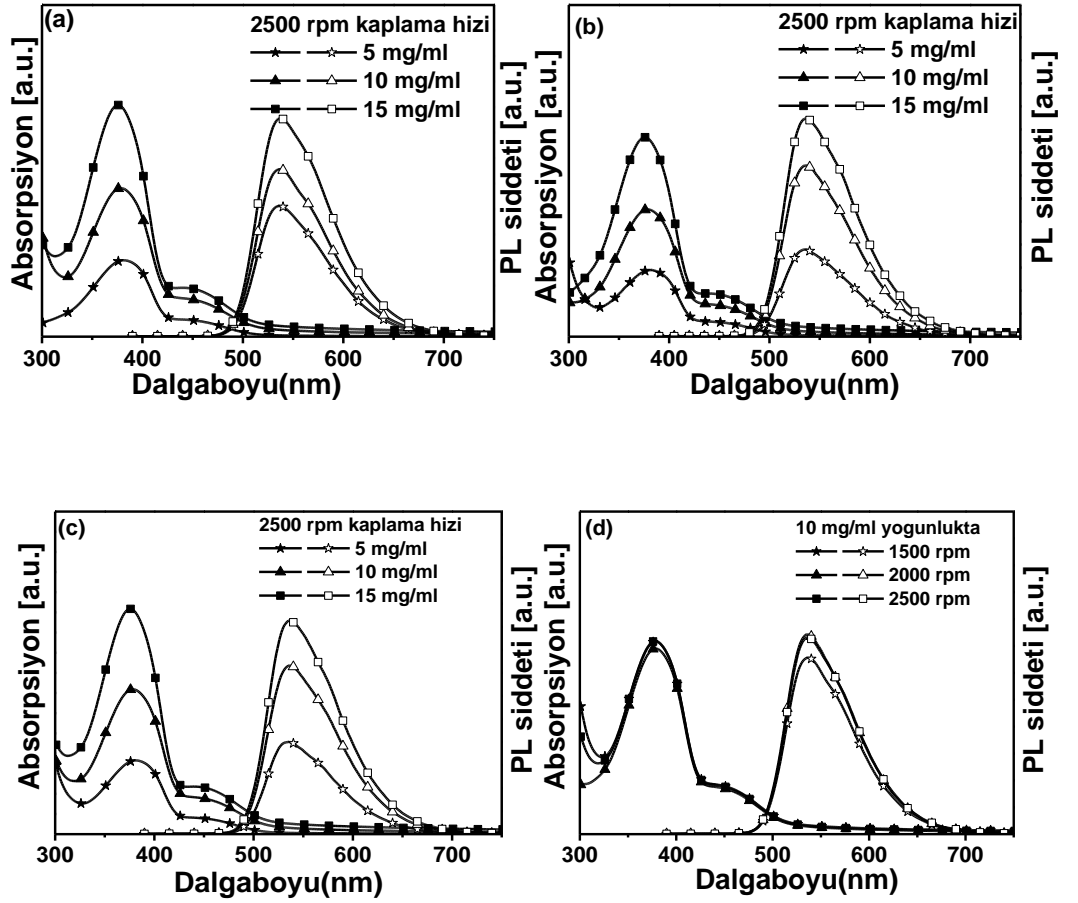 (a)
2500 rpm kaplama hizi
5 mg/ml
10 mg/ml
15 mg/ml
Absorpsiyon [a.u.]
PL siddeti [a.u.]
300 400 500 600 700
Dalgaboyu(nm)
(b)
2500 rpm kaplama hizi
5 mg/ml
10 mg/ml
15 mg/ml
Absorpsiyon [a.u.]
PL siddeti [a.u.]
300 400 500 600 700
Dalgaboyu(nm)
(c)
2500 rpm kaplama hizi
5 mg/ml
10 mg/ml
15 mg/ml
Absorpsiyon [a.u.]
PL siddeti [a.u.]
300 400 500 600 700
Dalgaboyu(nm)
(d)
10 mg/ml yogunlukta
1500 rpm
2000 rpm
2500 rpm
Absorpsiyon [a.u.]
PL siddeti [a.u.]
300 400 500 600 700
Dalgaboyu(nm)